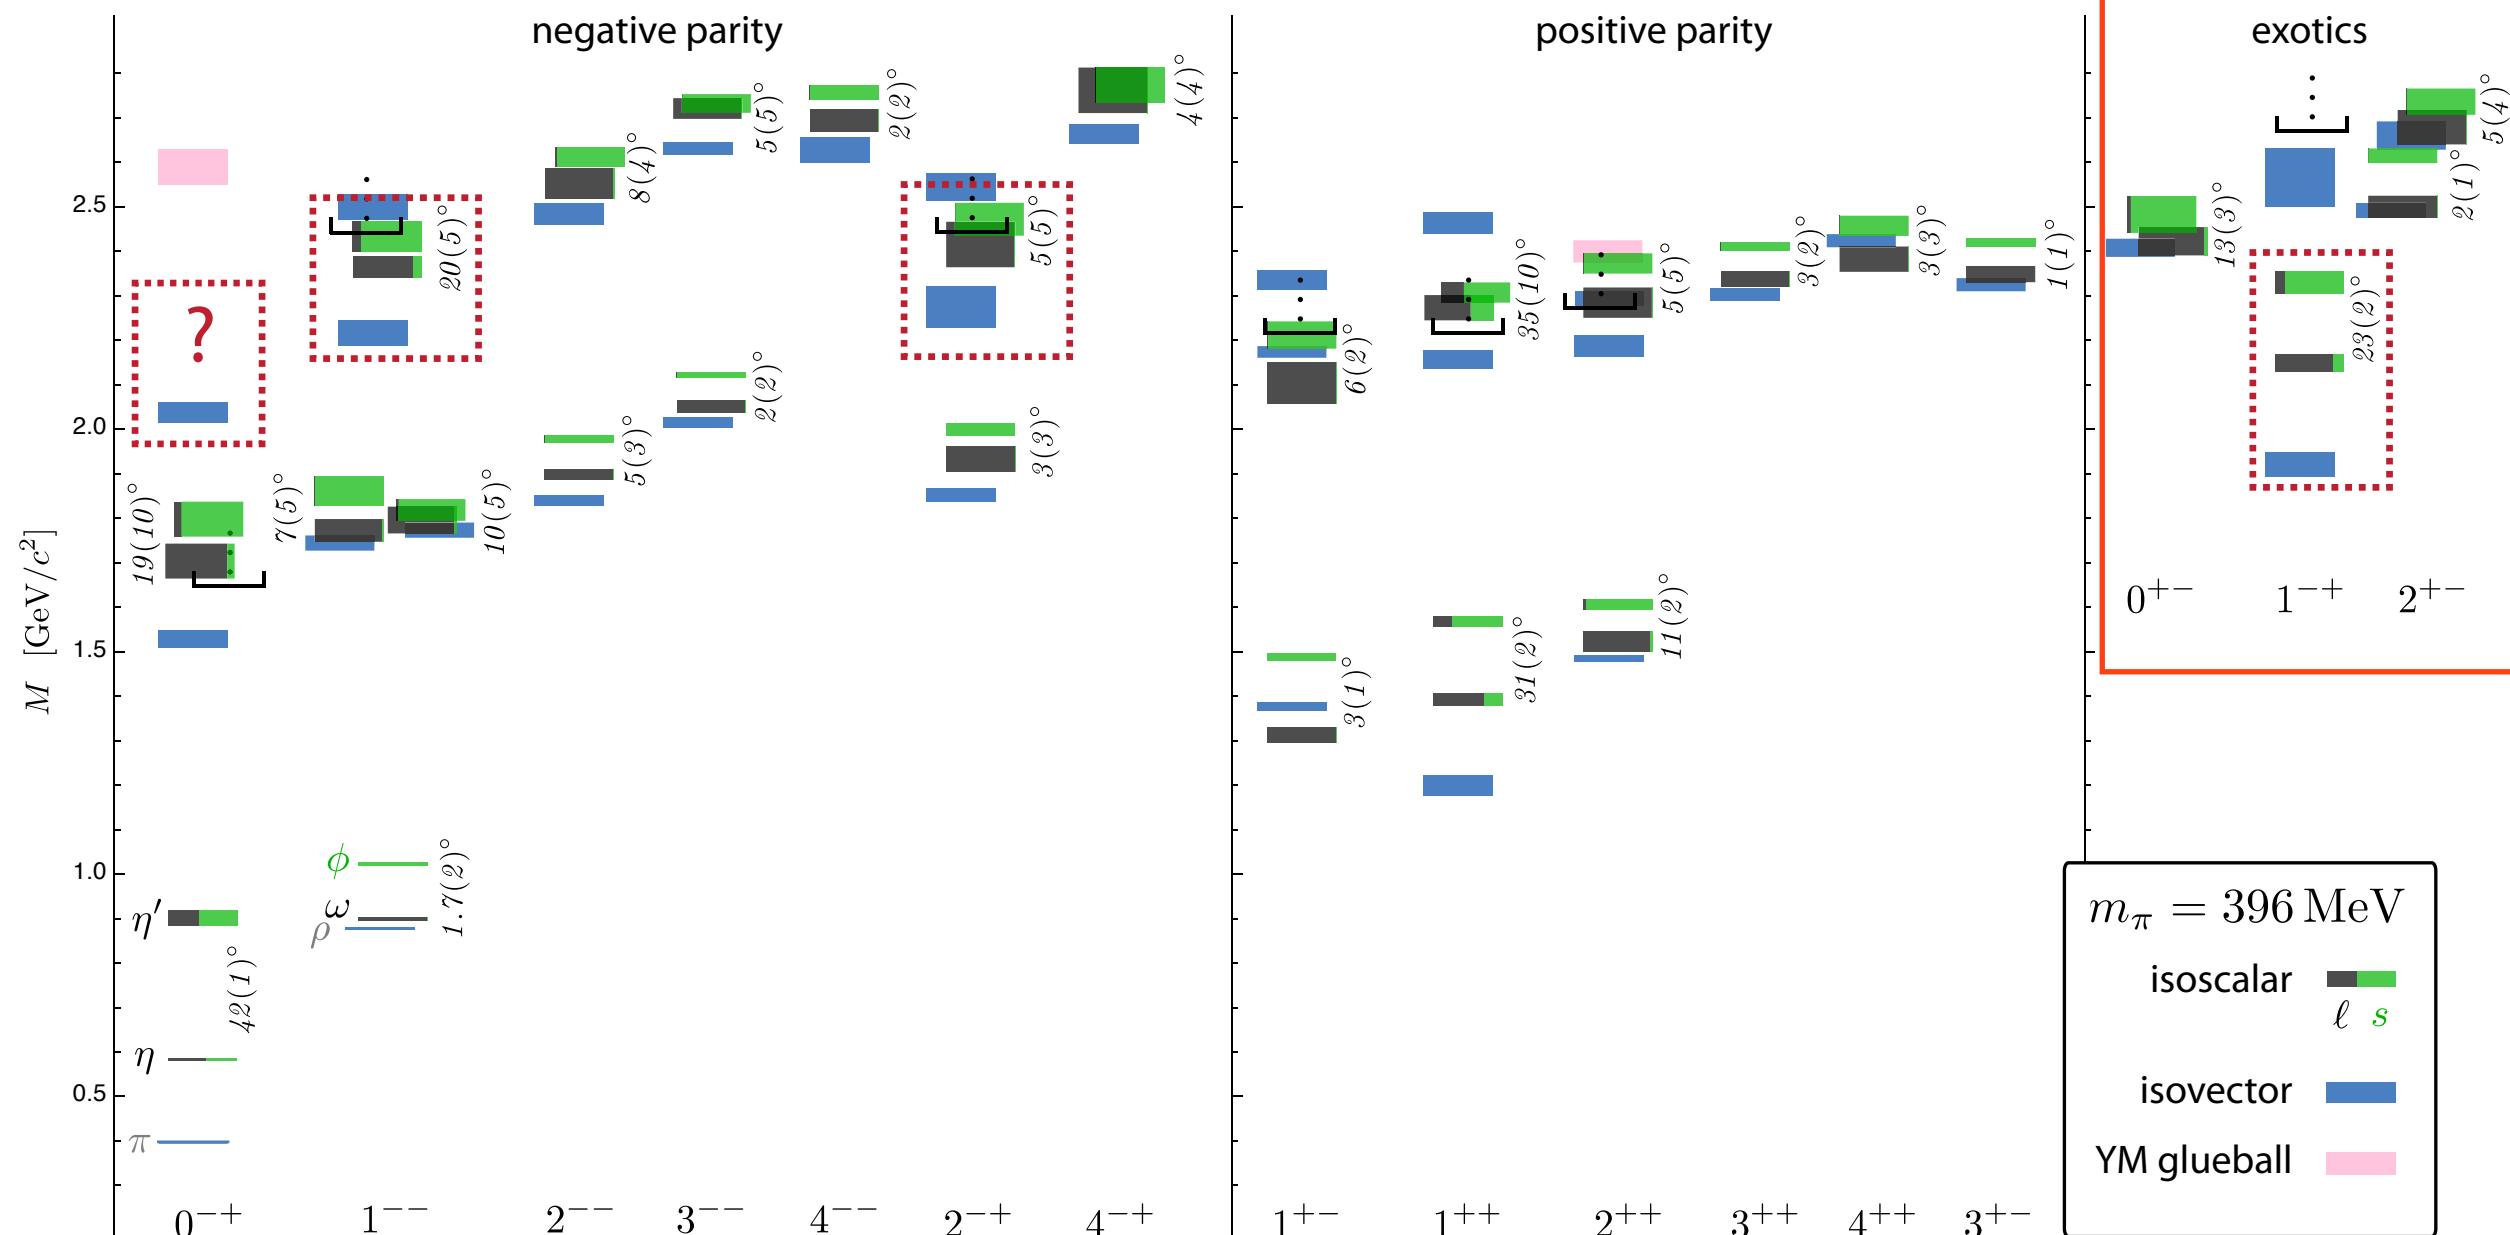 negative parity
positive parity
exotics
M [GeV/c²]
2.5
2.0
1.5
1.0
0.5
?
19(10)°
7(5)°
10(5)°
20(5)°
8(4)°
5(5)°
2(2)°
5(5)°
4(4)°
5(3)°
2(2)°
3(3)°
η′
42(1)°
η
π
ϕ
ω
ρ
1.7(2)°
6(2)°
35(10)°
5(5)°
3(2)°
3(3)°
1(1)°
3(1)°
31(2)°
11(2)°
13(3)°
23(2)°
5(4)°
2(1)°
0⁺⁻ 1⁻⁺ 2⁺⁻
0⁻⁺ 1⁻⁻ 2⁻⁻ 3⁻⁻ 4⁻⁻ 2⁻⁺ 4⁻⁺ 1⁺⁻ 1⁺⁺ 2⁺⁺ 3⁺⁺ 4⁺⁺ 3⁺⁻
mπ = 396 MeV
isoscalar
ℓ s
isovector
YM glueball